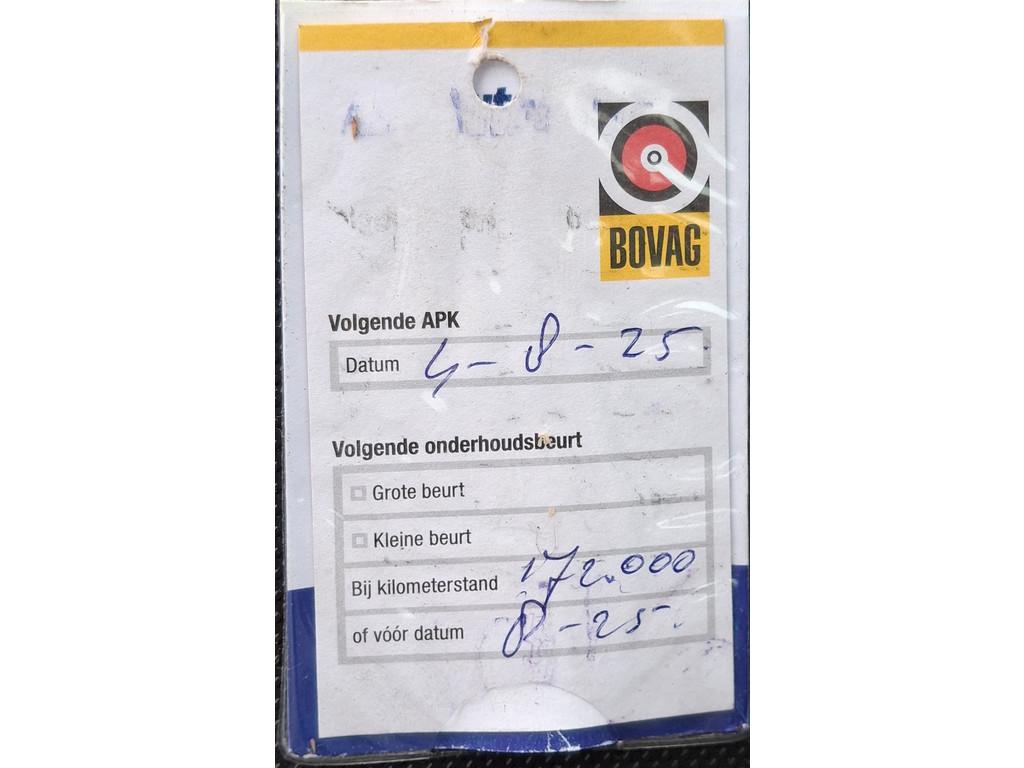 BOVAG
Volgende APK
Datum 4-8-25.
Volgende onderhoudsbeurt
Grote beurt
Kleine beurt
Bij kilometerstand 172.000
of vóór datum 8-25.